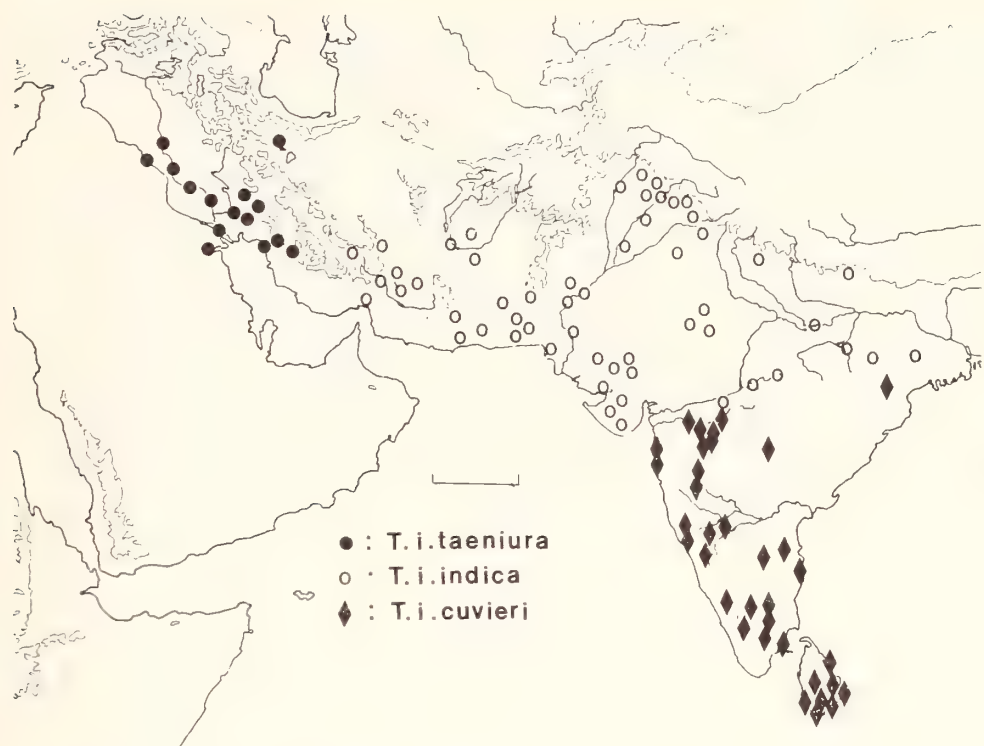 ● : T. i. taeniura
○ · T. i. indica
♦ : T. i. cuvieri